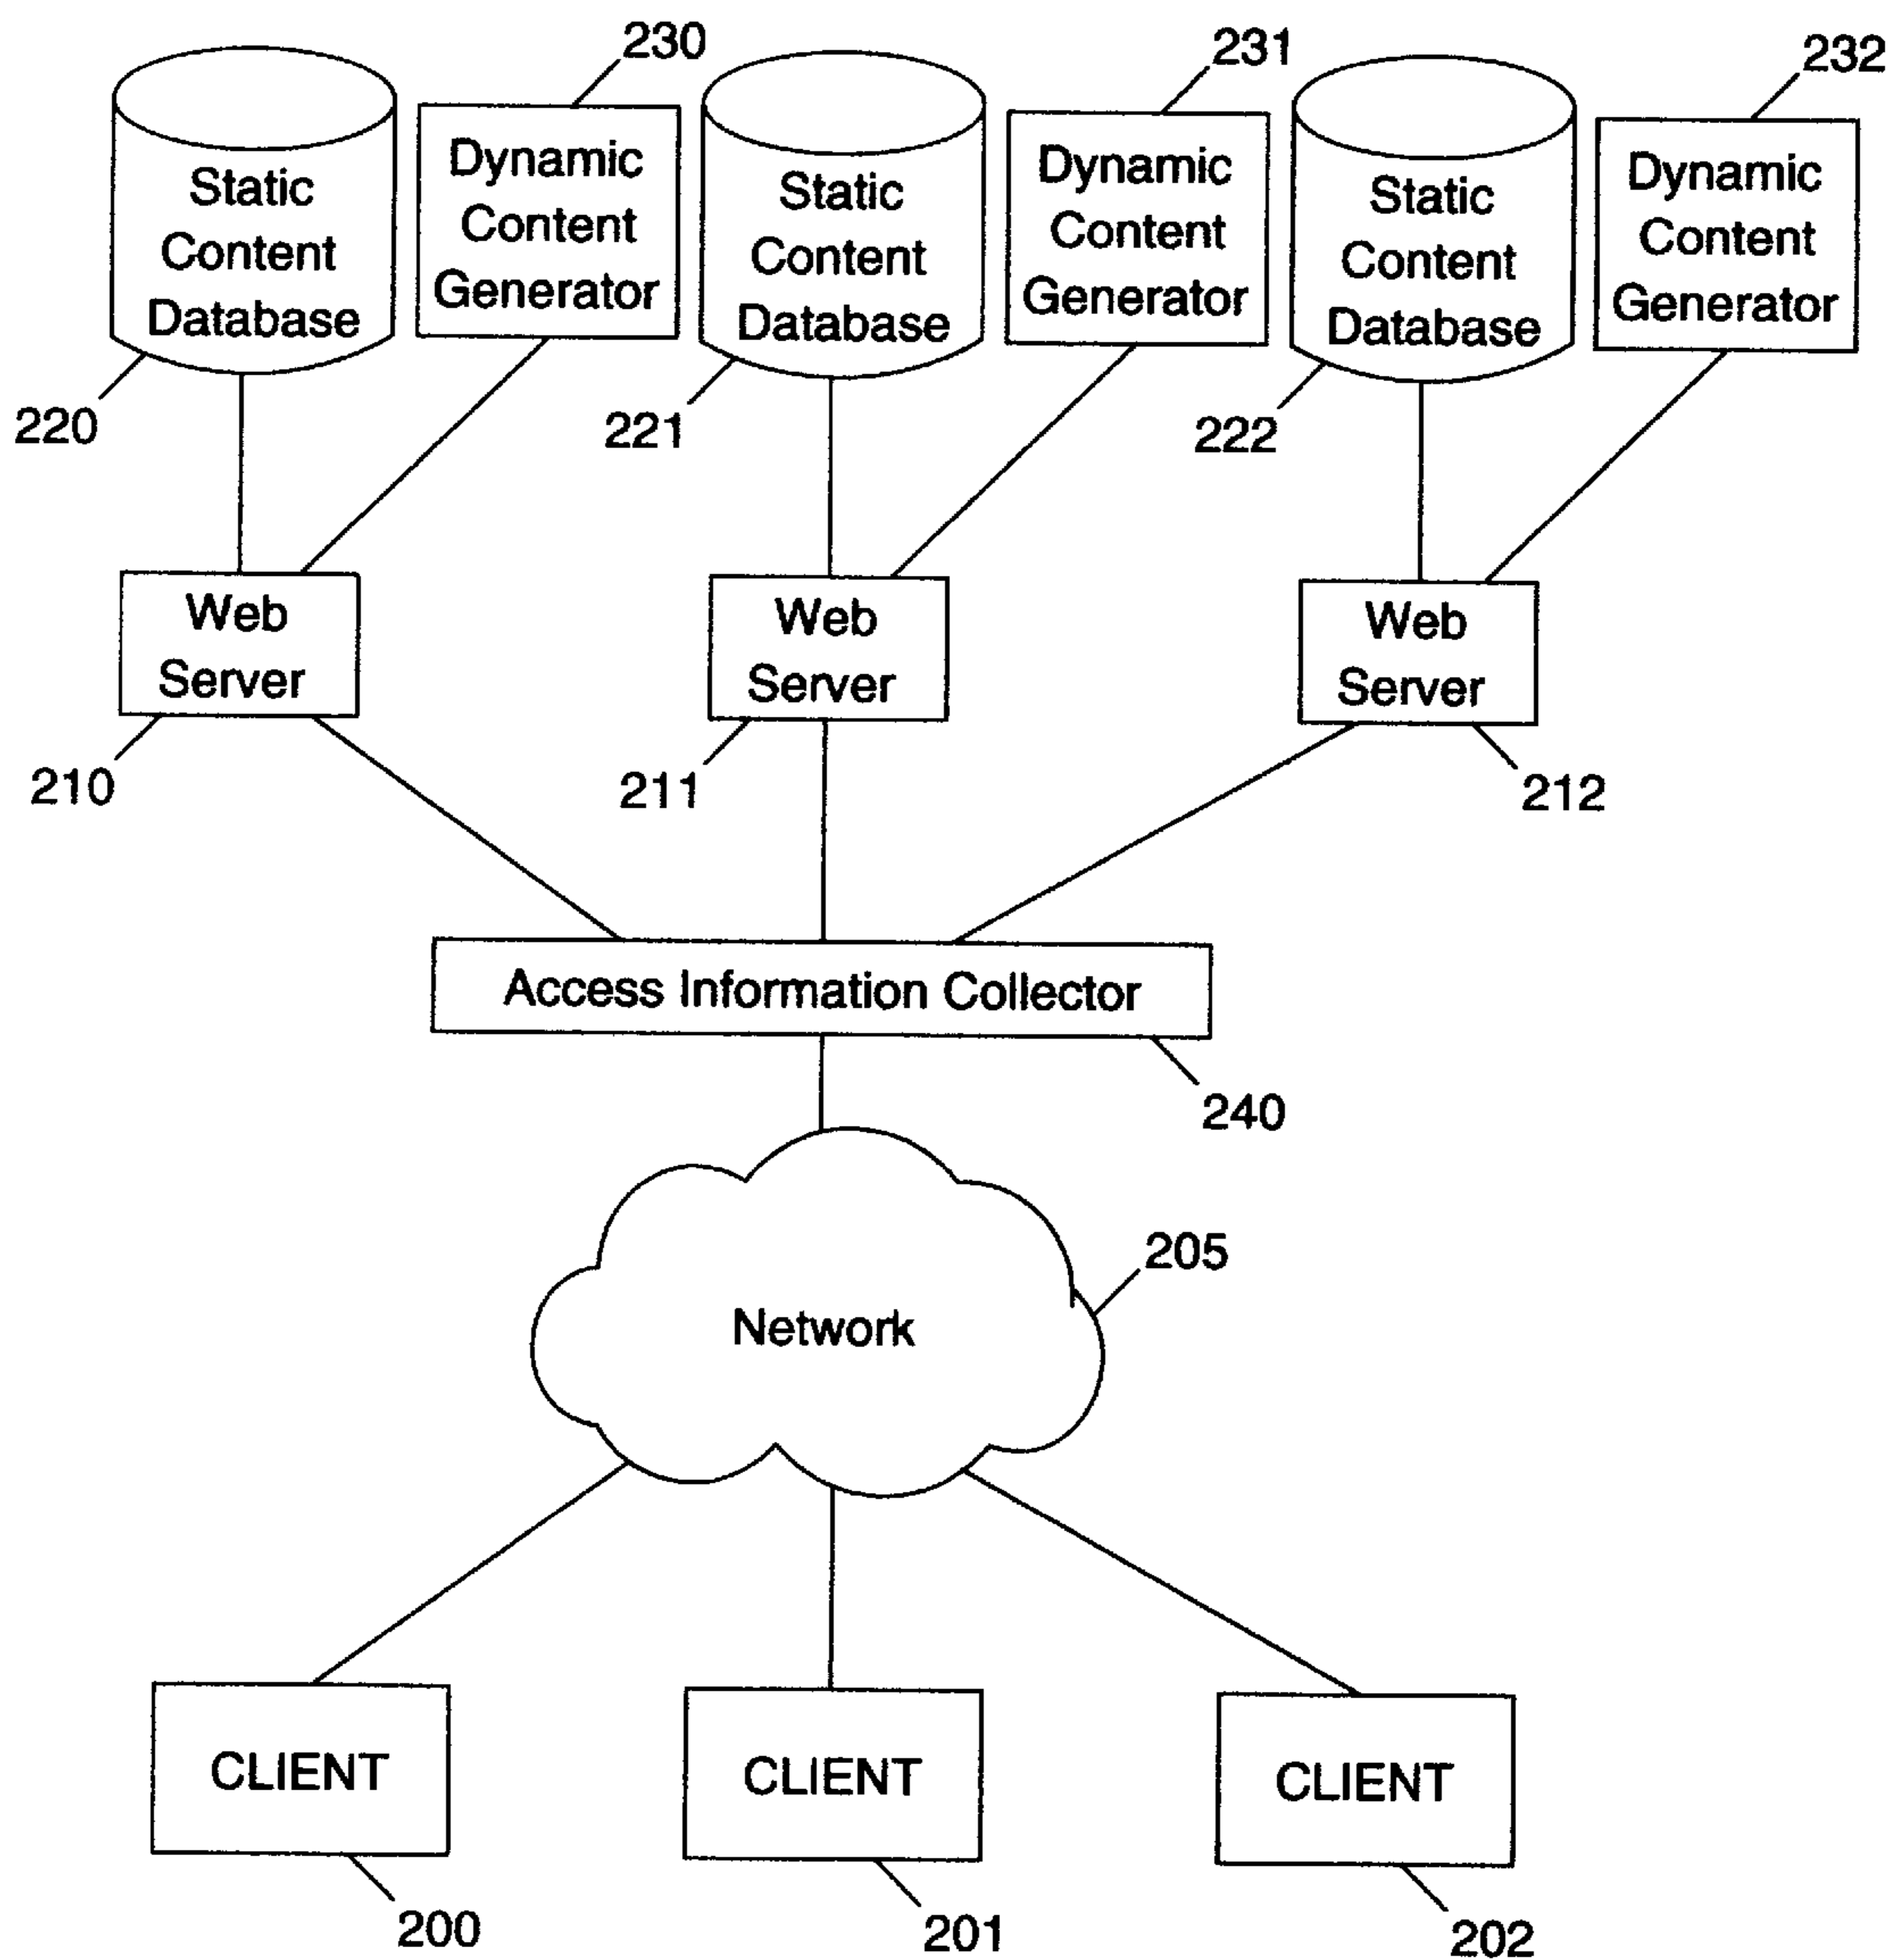 230
231
232
Static
Content
Database
Dynamic
Content
Generator
Static
Content
Database
Dynamic
Content
Generator
Static
Content
Database
Dynamic
Content
Generator
220
221
222
Web
Server
Web
Server
Web
Server
210
211
212
Access Information Collector
240
205
Network
CLIENT
CLIENT
CLIENT
200
201
202